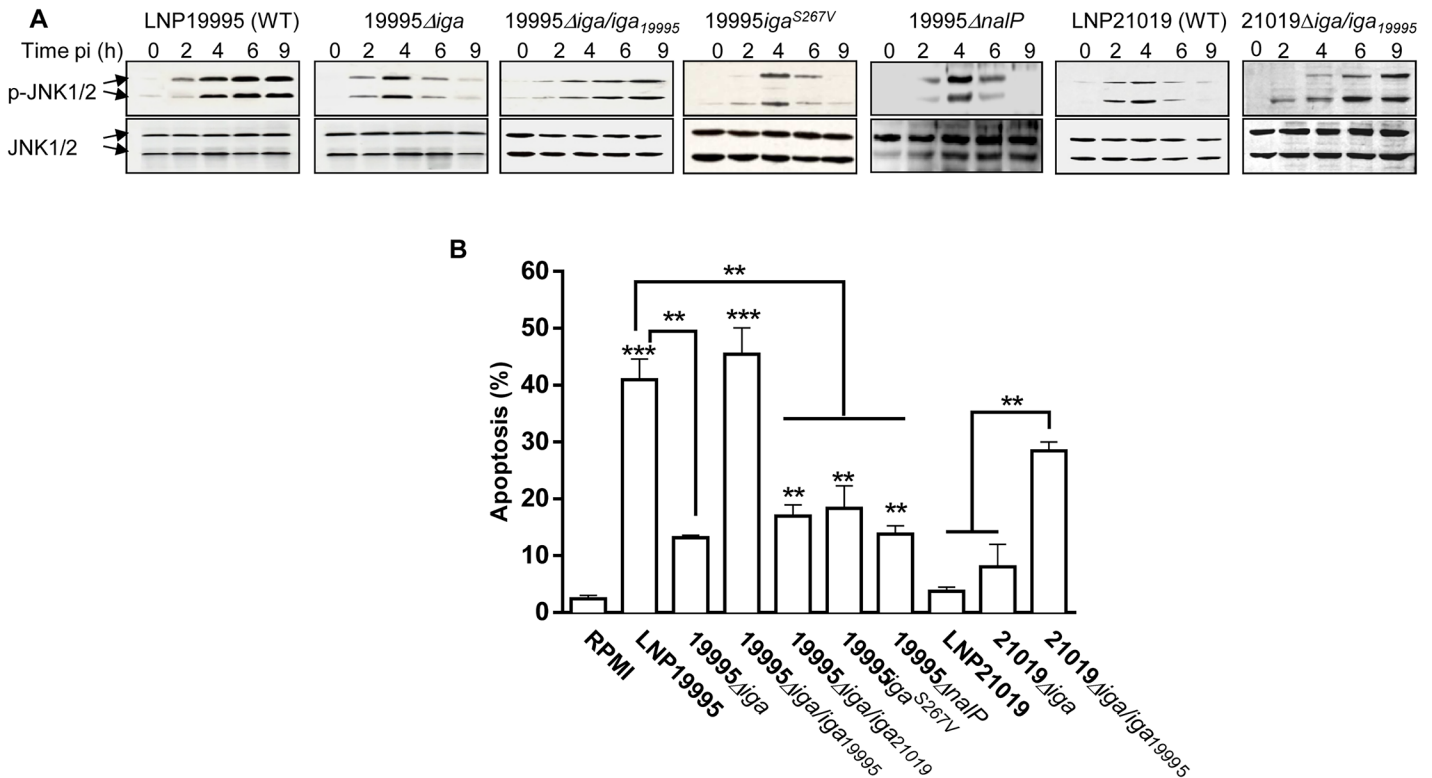 A
LNP19995 (WT) 19995Δiga 19995Δiga/iga19995 19995igaS267V 19995ΔnalP LNP21019 (WT) 21019Δiga/iga19995
Time pi (h) 0 2 4 6 9 0 2 4 6 9 0 2 4 6 9 0 2 4 6 9 0 2 4 6 9 0 2 4 6 9 0 2 4 6 9
p-JNK1/2
JNK1/2
B
Apoptosis (%)
60
50
40
30
20
10
0
**
**
***
***
**
**
**
**
RPMI
LNP19995
19995Δiga
19995Δiga/iga19995
19995Δiga/iga21019
19995igaS267V
19995ΔnalP
LNP21019
21019Δiga
21019Δiga/iga19995